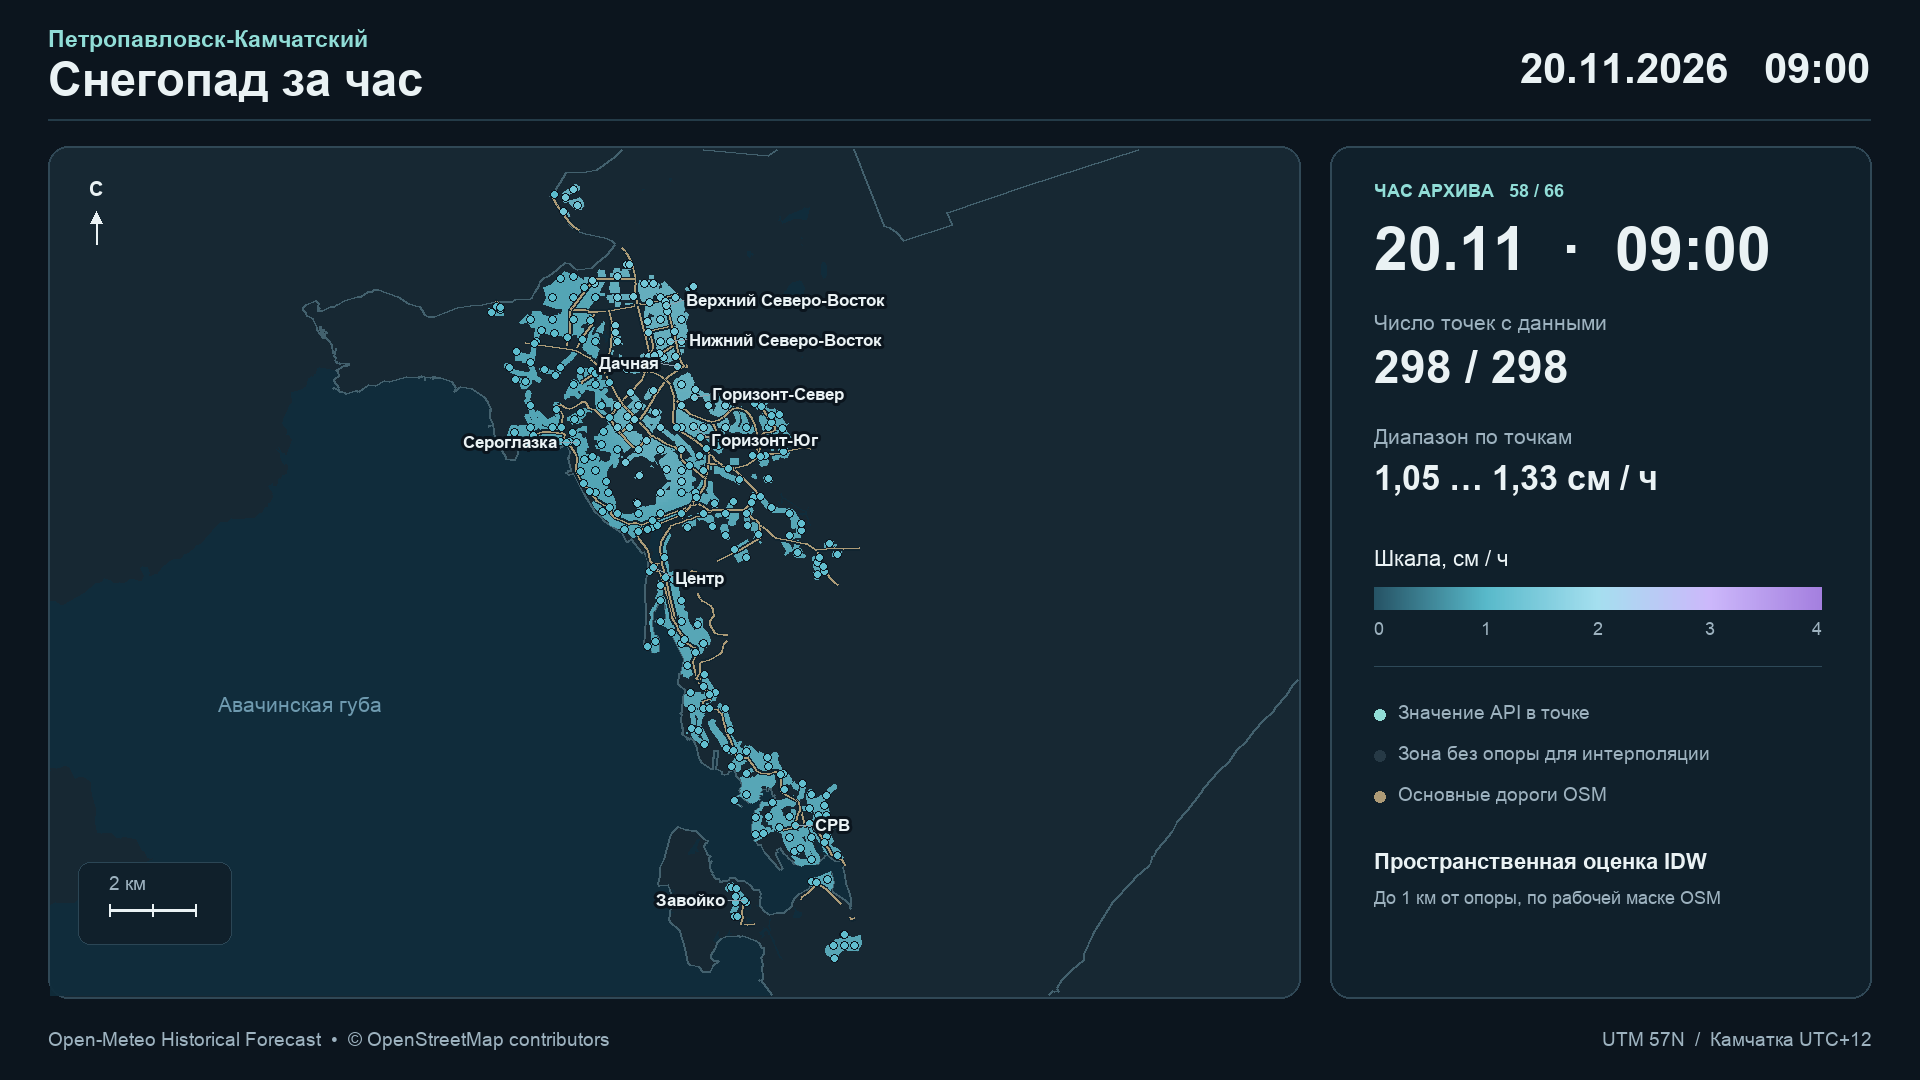 Петропавловск-Камчатский
Снегопад за час
20.11.2026 09:00
С
Верхний Северо-Восток
Нижний Северо-Восток
Дачная
Горизонт-Север
Горизонт-Юг
Сероглазка
Центр
Авачинская губа
СРВ
Завойко
2 км
ЧАС АРХИВА 58 / 66
20.11 · 09:00
Число точек с данными
298 / 298
Диапазон по точкам
1,05 … 1,33 см / ч
Шкала, см / ч
0 1 2 3 4
Значение API в точке
Зона без опоры для интерполяции
Основные дороги OSM
Пространственная оценка IDW
До 1 км от опоры, по рабочей маске OSM
Open-Meteo Historical Forecast • © OpenStreetMap contributors
UTM 57N / Камчатка UTC+12